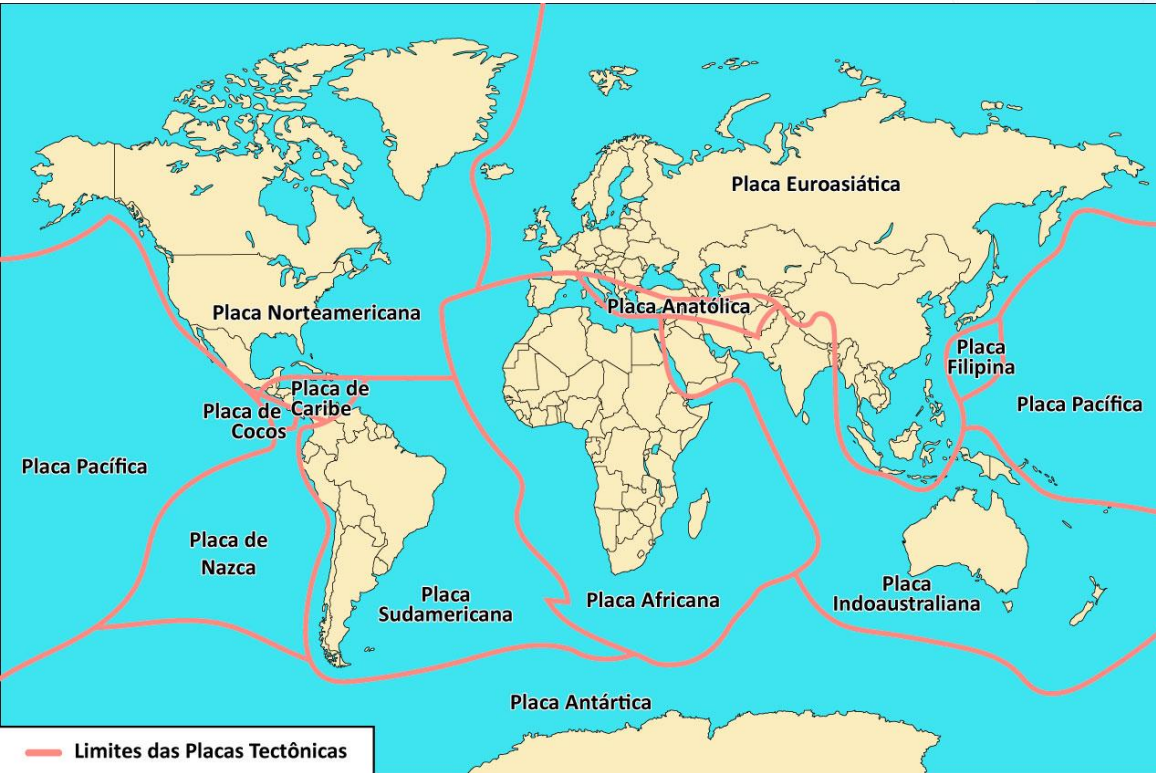 Placa Euroasiática
Placa Norteamericana
Placa Anatólica
Placa
Filipina
Placa de
Caribe
Placa de
Cocos
Placa Pacífica
Placa Pacífica
Placa de
Nazca
Placa
Sudamericana
Placa Africana
Placa
Indoaustraliana
Placa Antártica
Limites das Placas Tectônicas